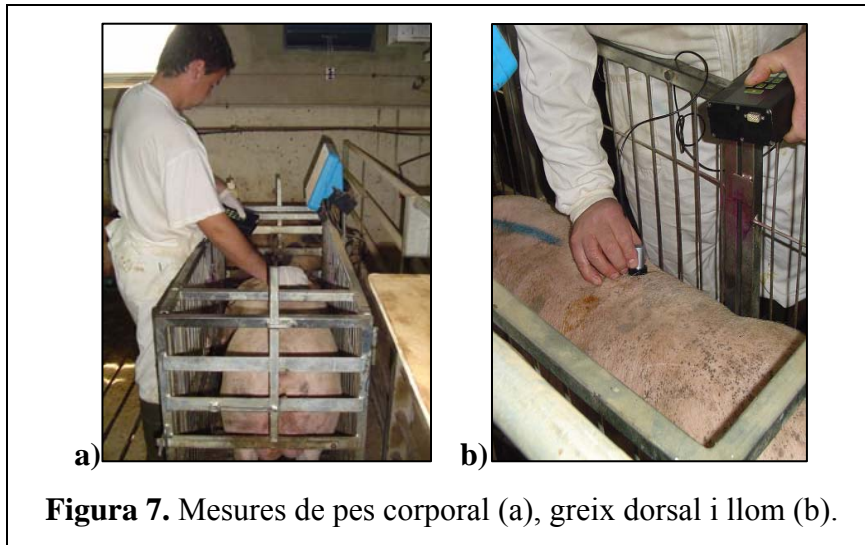 a)
b)
Figura 7. Mesures de pes corporal (a), greix dorsal i llom (b).